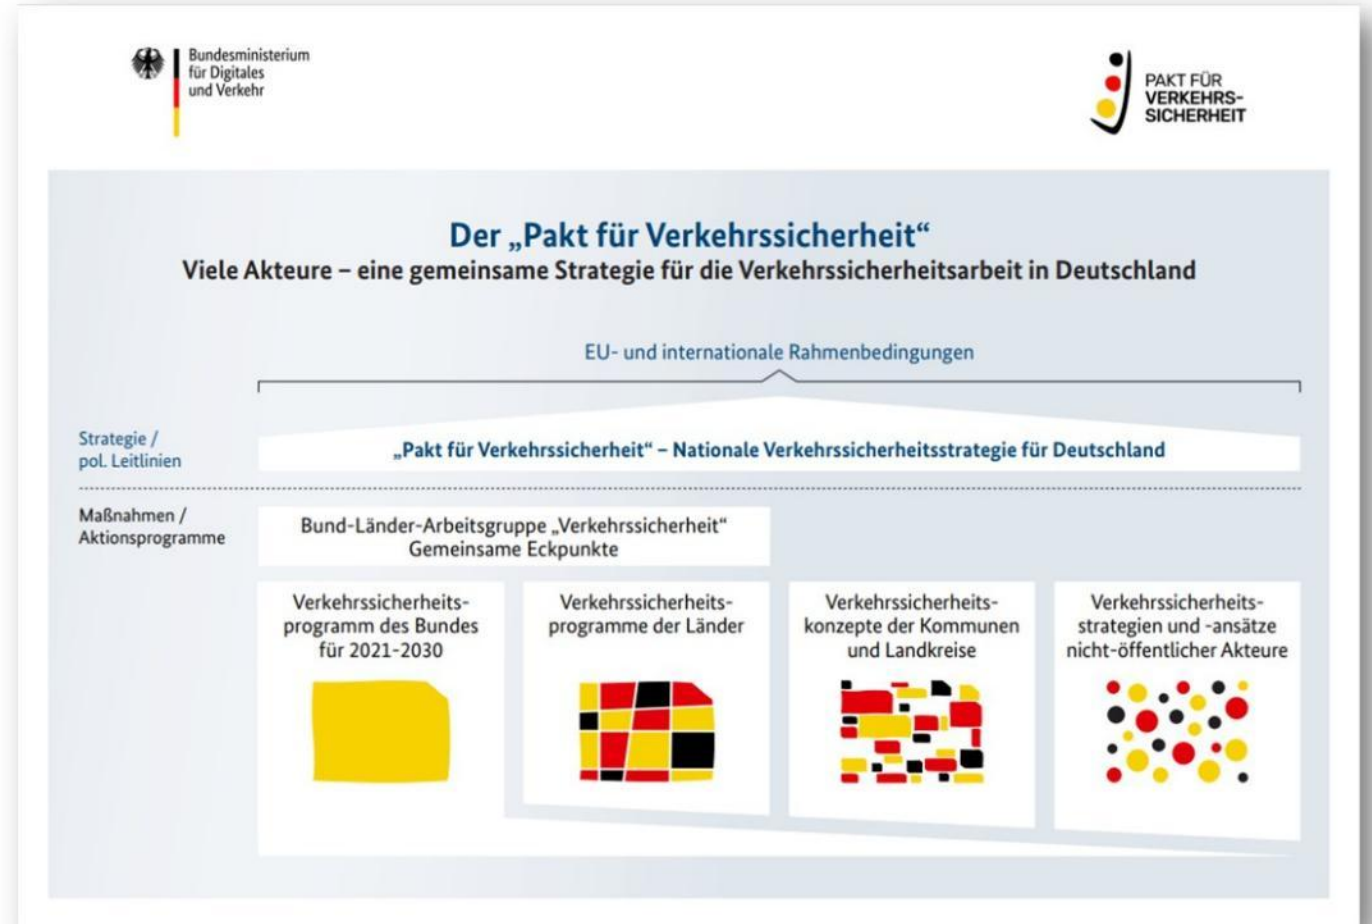 Bundesministerium
für Digitales
und Verkehr
PAKT FÜR
VERKEHRS-
SICHERHEIT
Der „Pakt für Verkehrssicherheit“
Viele Akteure – eine gemeinsame Strategie für die Verkehrssicherheitsarbeit in Deutschland
EU- und internationale Rahmenbedingungen
Strategie /
pol. Leitlinien
„Pakt für Verkehrssicherheit“ – Nationale Verkehrssicherheitsstrategie für Deutschland
Maßnahmen /
Aktionsprogramme
Bund-Länder-Arbeitsgruppe „Verkehrssicherheit“
Gemeinsame Eckpunkte
Verkehrssicherheits-
programm des Bundes
für 2021-2030
Verkehrssicherheits-
programme der Länder
Verkehrssicherheits-
konzepte der Kommunen
und Landkreise
Verkehrssicherheits-
strategien und -ansätze
nicht-öffentlicher Akteure